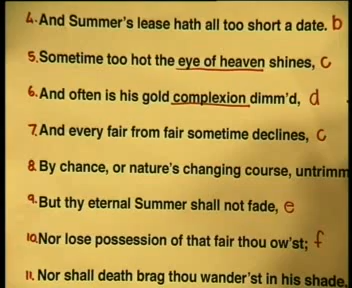 4. And Summer's lease hath all too short a date. b
5. Sometime too hot the eye of heaven shines, c
6. And often is his gold complexion dimm'd, d
7. And every fair from fair sometime declines, c
8. By chance, or nature's changing course, untrimm
9. But thy eternal Summer shall not fade, e
10. Nor lose possession of that fair thou ow'st; f
11. Nor shall death brag thou wander'st in his shade,